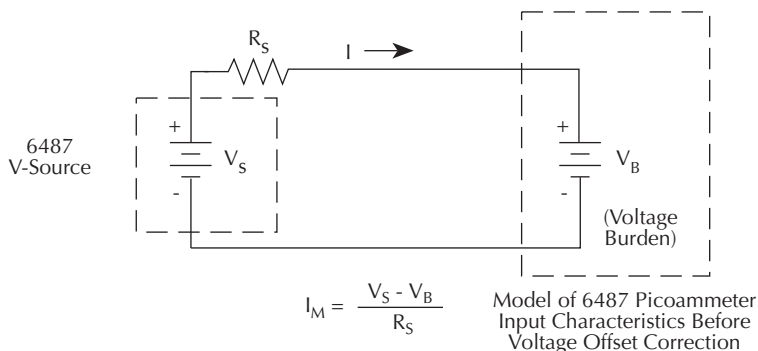 R_S
I
6487
V-Source
+
V_S
-
+
V_B
-
(Voltage
Burden)
I_M = (V_S - V_B) / R_S
Model of 6487 Picoammeter
Input Characteristics Before
Voltage Offset Correction